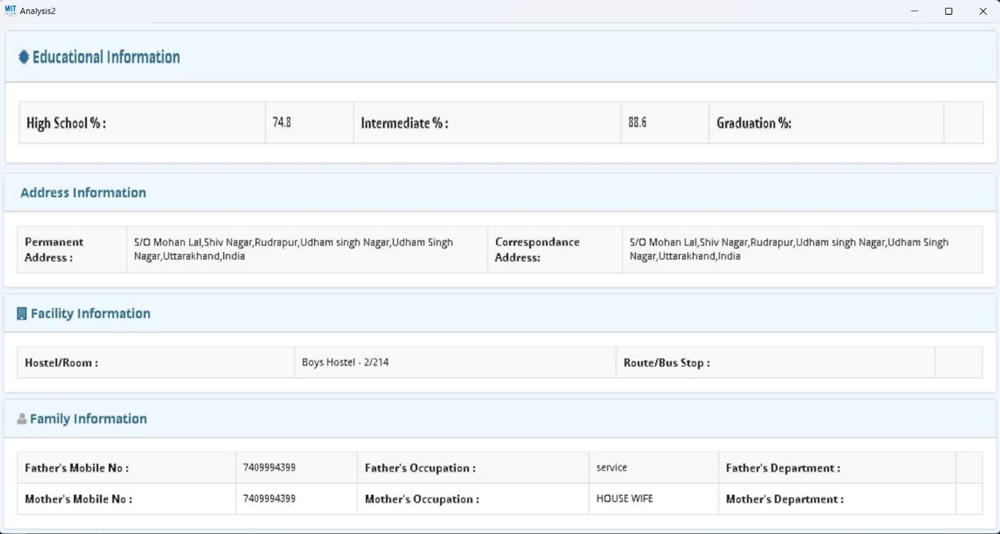 MET Analysis2
Educational Information
High School % : 74.8 Intermediate % : 88.6 Graduation %:
Address Information
Permanent Address : S/O Mohan Lal,Shiv Nagar,Rudrapur,Udham singh Nagar,Udham Singh Nagar,Uttarakhand,India Correspondance Address: S/O Mohan Lal,Shiv Nagar,Rudrapur,Udham singh Nagar,Udham Singh Nagar,Uttarakhand,India
Facility Information
Hostel/Room : Boys Hostel - 2/214 Route/Bus Stop :
Family Information
Father's Mobile No : 7409994399 Father's Occupation : service Father's Department :
Mother's Mobile No : 7409994399 Mother's Occupation : HOUSE WIFE Mother's Department :